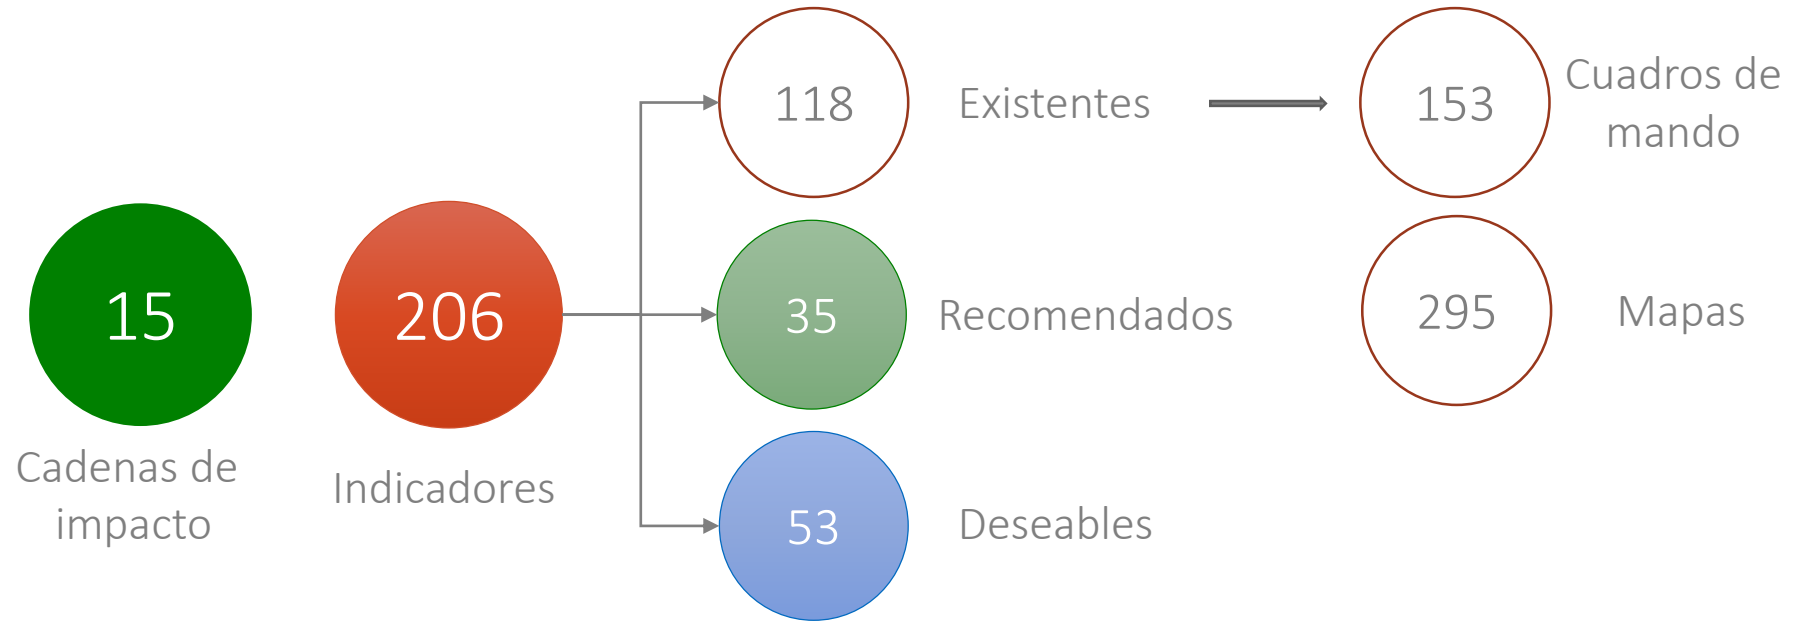 15
Cadenas de
impacto
206
Indicadores
118
Existentes
153
Cuadros de
mando
35
Recomendados
295
Mapas
53
Deseables